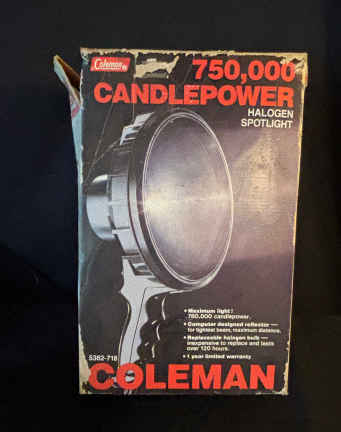 Coleman
750,000
CANDLEPOWER
HALOGEN
SPOTLIGHT
• Maximum light!
750,000 candlepower.
• Computer designed reflector —
for tightest beam, maximum distance.
• Replaceable halogen bulb —
inexpensive to replace and lasts
over 120 hours.
• 1 year limited warranty
5362-718
COLEMAN